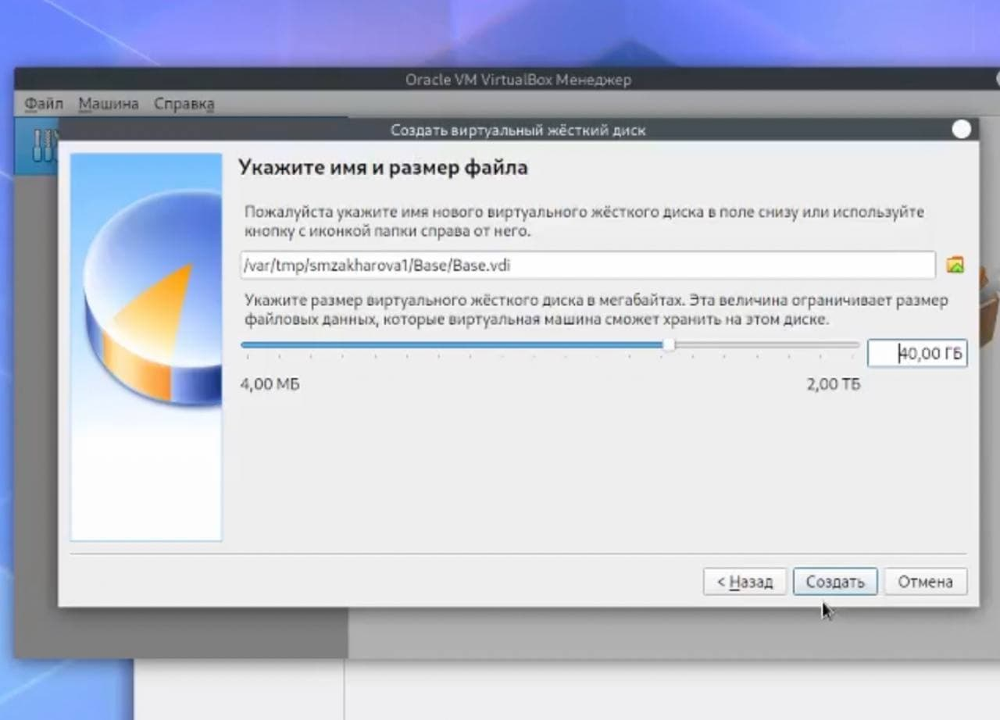 Oracle VM VirtualBox Менеджер
Файл Машина Справка
Создать виртуальный жёсткий диск
Укажите имя и размер файла
Пожалуйста укажите имя нового виртуального жёсткого диска в поле снизу или используйте
кнопку с иконкой папки справа от него.
/var/tmp/smzakharova1/Base/Base.vdi
Укажите размер виртуального жёсткого диска в мегабайтах. Эта величина ограничивает размер
файловых данных, которые виртуальная машина сможет хранить на этом диске.
40,00 ГБ
4,00 МБ 2,00 ТБ
< Назад Создать Отмена